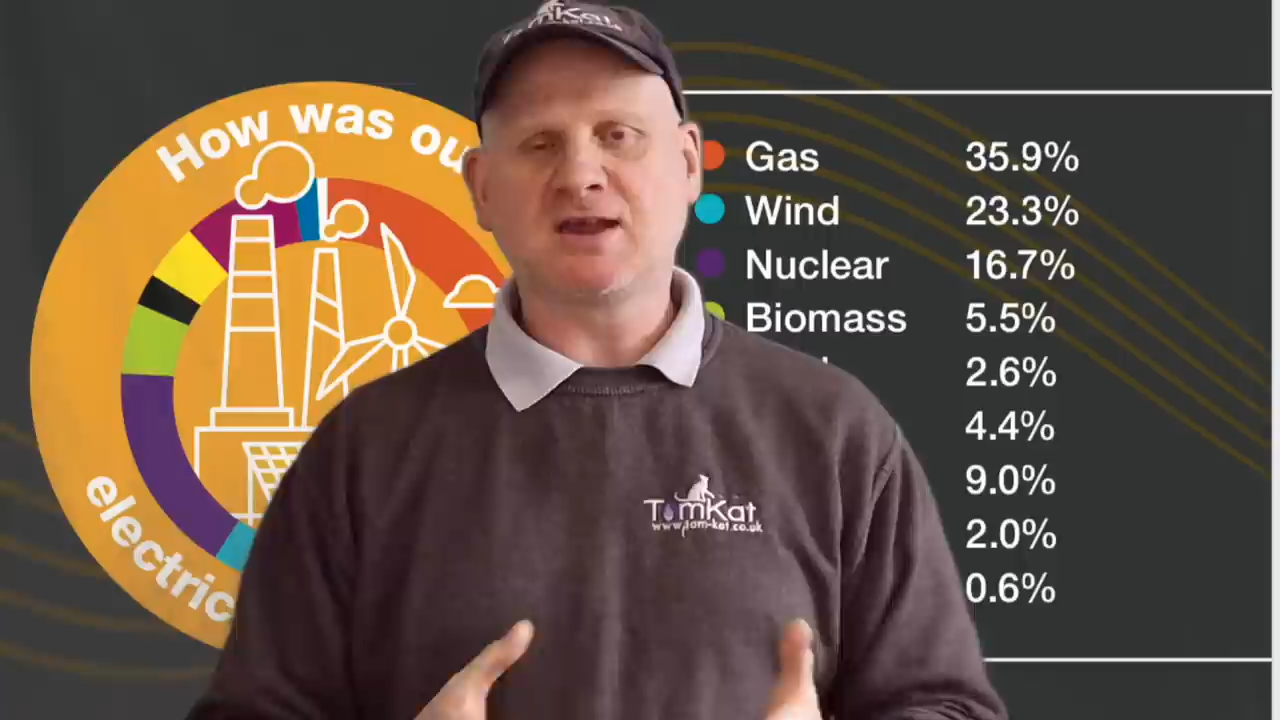 How was ou
electric
Gas 35.9%
Wind 23.3%
Nuclear 16.7%
Biomass 5.5%
2.6%
4.4%
9.0%
2.0%
0.6%
TomKat
TomKat
www.tom-kat.co.uk